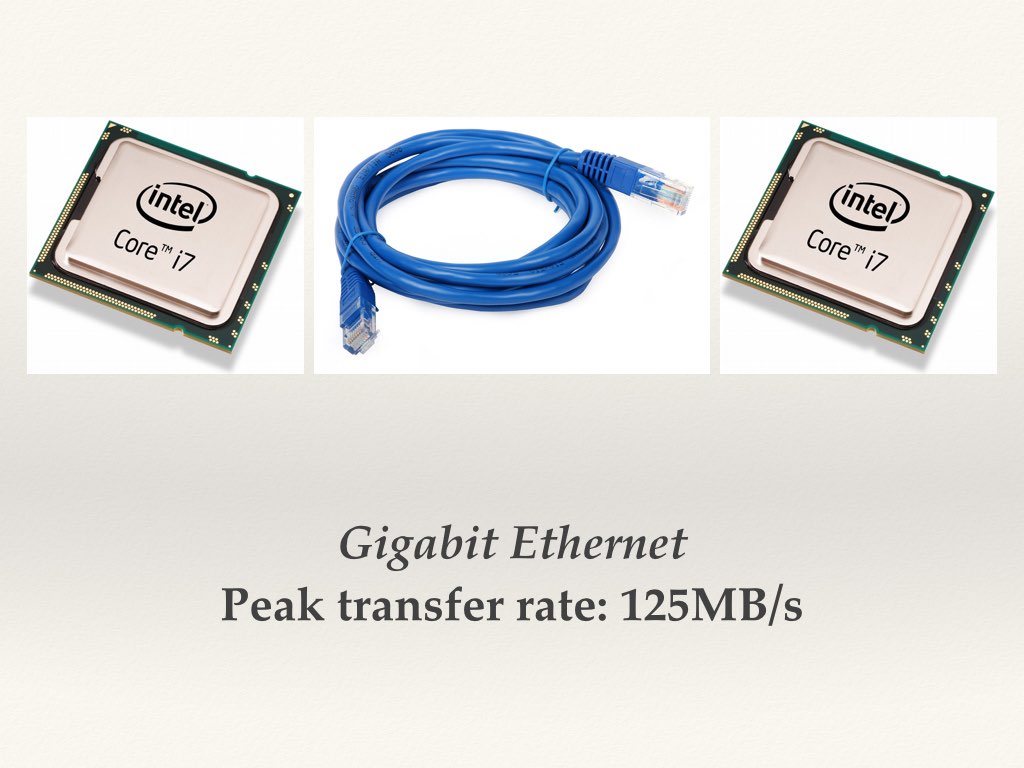 intel
Core™ i7
intel
Core™ i7
Gigabit Ethernet
Peak transfer rate: 125MB/s